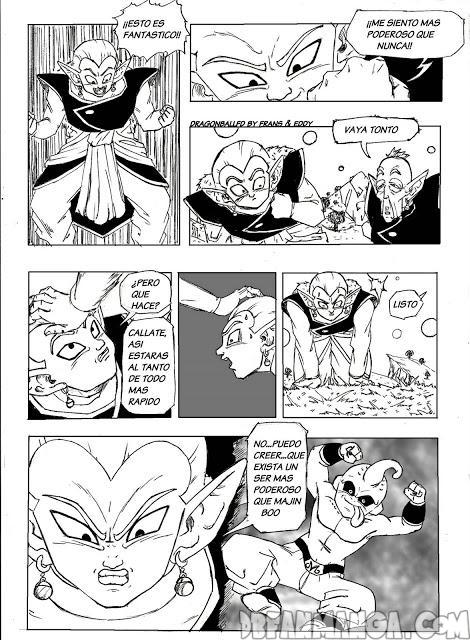 ¡¡ESTO ES
FANTASTICO!!
¡¡ME SIENTO MAS
PODEROSO QUE
NUNCA!!
DRAGONBALLFD BY FRANS & EDDY
VAYA TONTO
¿PERO
QUE
HACE?
CALLATE,
ASI
ESTARAS
AL TANTO
DE TODO
MAS
RAPIDO
LISTO
NO...PUEDO
CREER...QUE
EXISTA UN
SER MAS
PODEROSO
QUE MAJIN
BOO
DBFANMANGA.COM